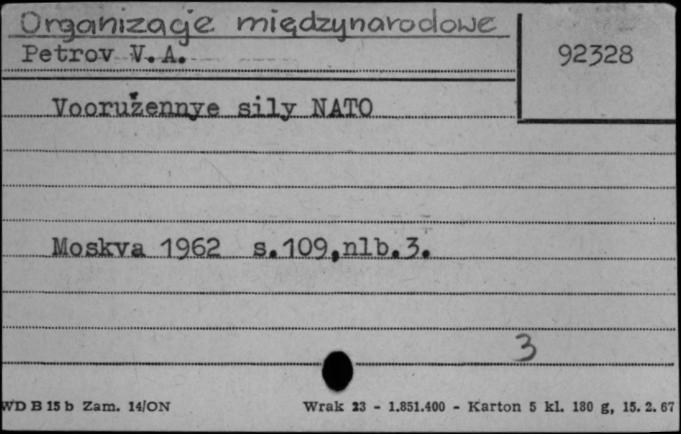 Organizacje międzynarodowe
Petrov V.A.
92328
Vooružennye sily NATO
Moskva 1962 s.109,nlb.3.
3
WD B 15 b Zam. 14/ON
Wrak 23 - 1.851.400 - Karton 5 kl. 180 g, 15. 2. 67